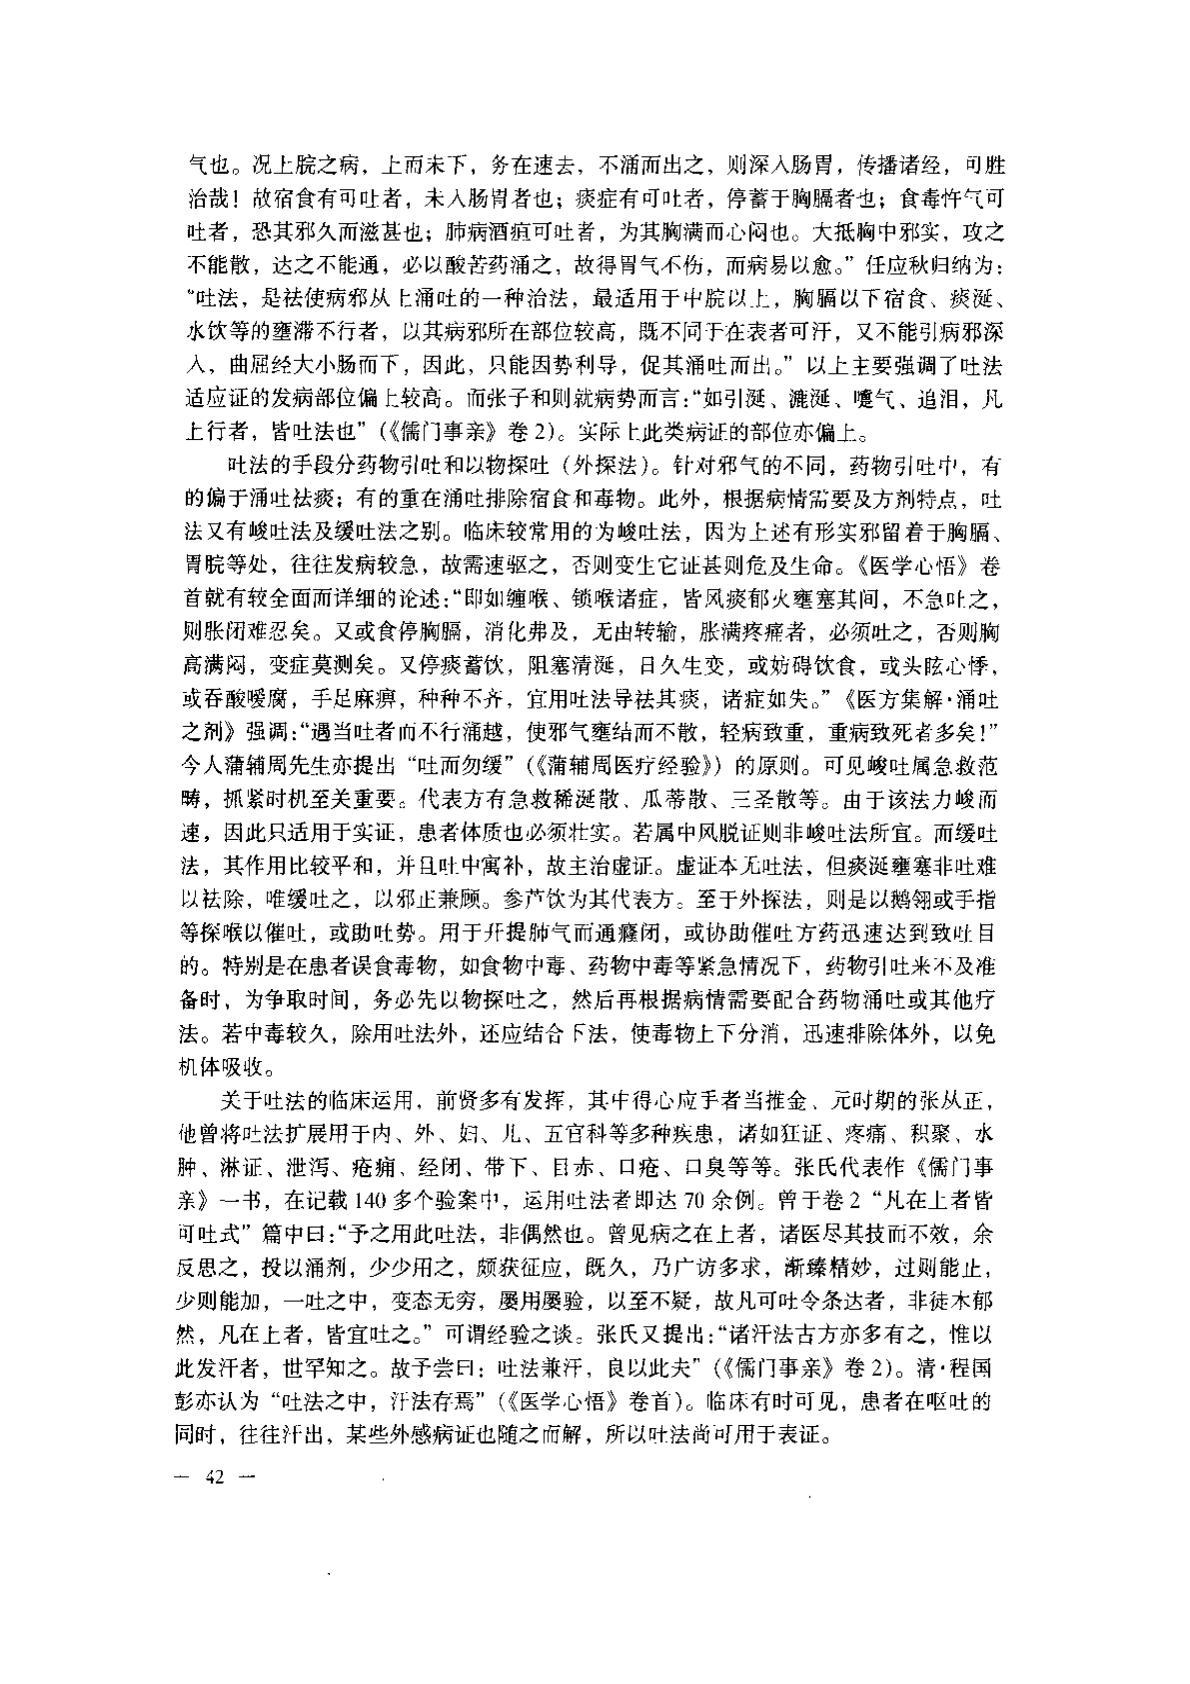 气也。况上脘之病，上而未下，务在速去，不涌而出之，则深入肠胃，传播诸经，可胜
治哉！故宿食有可吐者，未入肠胃者也；痰症有可吐者，停蓄于胸膈者也；食毒忤气可
吐者，恐其邪久而滋甚也；肺病酒疸可吐者，为其胸满而心闷也。大抵胸中邪实，攻之
不能散，达之不能通，必以酸苦药涌之，故得胃气不伤，而病易以愈。”任应秋归纳为：
“吐法，是祛使病邪从上涌吐的一种治法，最适用于中脘以上，胸膈以下宿食、痰涎、
水饮等的壅滞不行者，以其病邪所在部位较高，既不同于在表者可汗，又不能引病邪深
入，曲屈经大小肠而下，因此，只能因势利导，促其涌吐而出。”以上主要强调了吐法
适应证的发病部位偏上较高。而张子和则就病势而言：“如引涎、漉涎、嚏气、追泪，凡
上行者，皆吐法也”（《儒门事亲》卷2）。实际上此类病证的部位亦偏上。
吐法的手段分药物引吐和以物探吐（外探法）。针对邪气的不同，药物引吐中，有
的偏于涌吐祛痰；有的重在涌吐排除宿食和毒物。此外，根据病情需要及方剂特点，吐
法又有峻吐法及缓吐法之别。临床较常用的为峻吐法，因为上述有形实邪留着于胸膈、
胃脘等处，往往发病较急，故需速驱之，否则变生它证甚则危及生命。《医学心悟》卷
首就有较全面而详细的论述：“即如缠喉、锁喉诸症，皆风痰郁火壅塞其间，不急吐之，
则胀闭难忍矣。又或食停胸膈，消化弗及，无由转输，胀满疼痛者，必须吐之，否则胸
高满闷，变症莫测矣。又停痰蓄饮，阻塞清涎，日久生变，或妨碍饮食，或头眩心悸，
或吞酸嗳腐，手足麻痹，种种不齐，宜用吐法导祛其痰，诸症如失。”《医方集解·涌吐
之剂》强调：“遇当吐者而不行涌越，使邪气壅结而不散，轻病致重，重病致死者多矣！”
今人蒲辅周先生亦提出“吐而勿缓”（《蒲辅周医疗经验》）的原则。可见峻吐属急救范
畴，抓紧时机至关重要。代表方有急救稀涎散、瓜蒂散、三圣散等。由于该法力峻而
速，因此只适用于实证，患者体质也必须壮实。若属中风脱证则非峻吐法所宜。而缓吐
法，其作用比较平和，并且吐中寓补，故主治虚证。虚证本无吐法，但痰涎壅塞非吐难
以祛除，唯缓吐之，以邪正兼顾。参芦饮为其代表方。至于外探法，则是以鹅翎或手指
等探喉以催吐，或助吐势。用于开提肺气而通癃闭，或协助催吐方药迅速达到致吐目
的。特别是在患者误食毒物，如食物中毒、药物中毒等紧急情况下，药物引吐来不及准
备时，为争取时间，务必先以物探吐之，然后再根据病情需要配合药物涌吐或其他疗
法。若中毒较久，除用吐法外，还应结合下法，使毒物上下分消，迅速排除体外，以免
机体吸收。
关于吐法的临床运用，前贤多有发挥，其中得心应手者当推金、元时期的张从正，
他曾将吐法扩展用于内、外、妇、儿、五官科等多种疾患，诸如狂证、疼痛、积聚、水
肿、淋证、泄泻、疮痈、经闭、带下、目赤、口疮、口臭等等。张氏代表作《儒门事
亲》一书，在记载140多个验案中，运用吐法者即达70余例。曾于卷2“凡在上者皆
可吐式”篇中曰：“予之用此吐法，非偶然也。曾见病之在上者，诸医尽其技而不效，余
反思之，投以涌剂，少少用之，颇获征应，既久，乃广访多求，渐臻精妙，过则能止，
少则能加，一吐之中，变态无穷，屡用屡验，以至不疑，故凡可吐令条达者，非徒木郁
然，凡在上者，皆宜吐之。”可谓经验之谈。张氏又提出：“诸汗法古方亦多有之，惟以
此发汗者，世罕知之。故予尝曰：吐法兼汗，良以此夫”（《儒门事亲》卷2）。清·程国
彭亦认为“吐法之中，汗法存焉”（《医学心悟》卷首）。临床有时可见，患者在呕吐的
同时，往往汗出，某些外感病证也随之而解，所以吐法尚可用于表证。
— 42 —